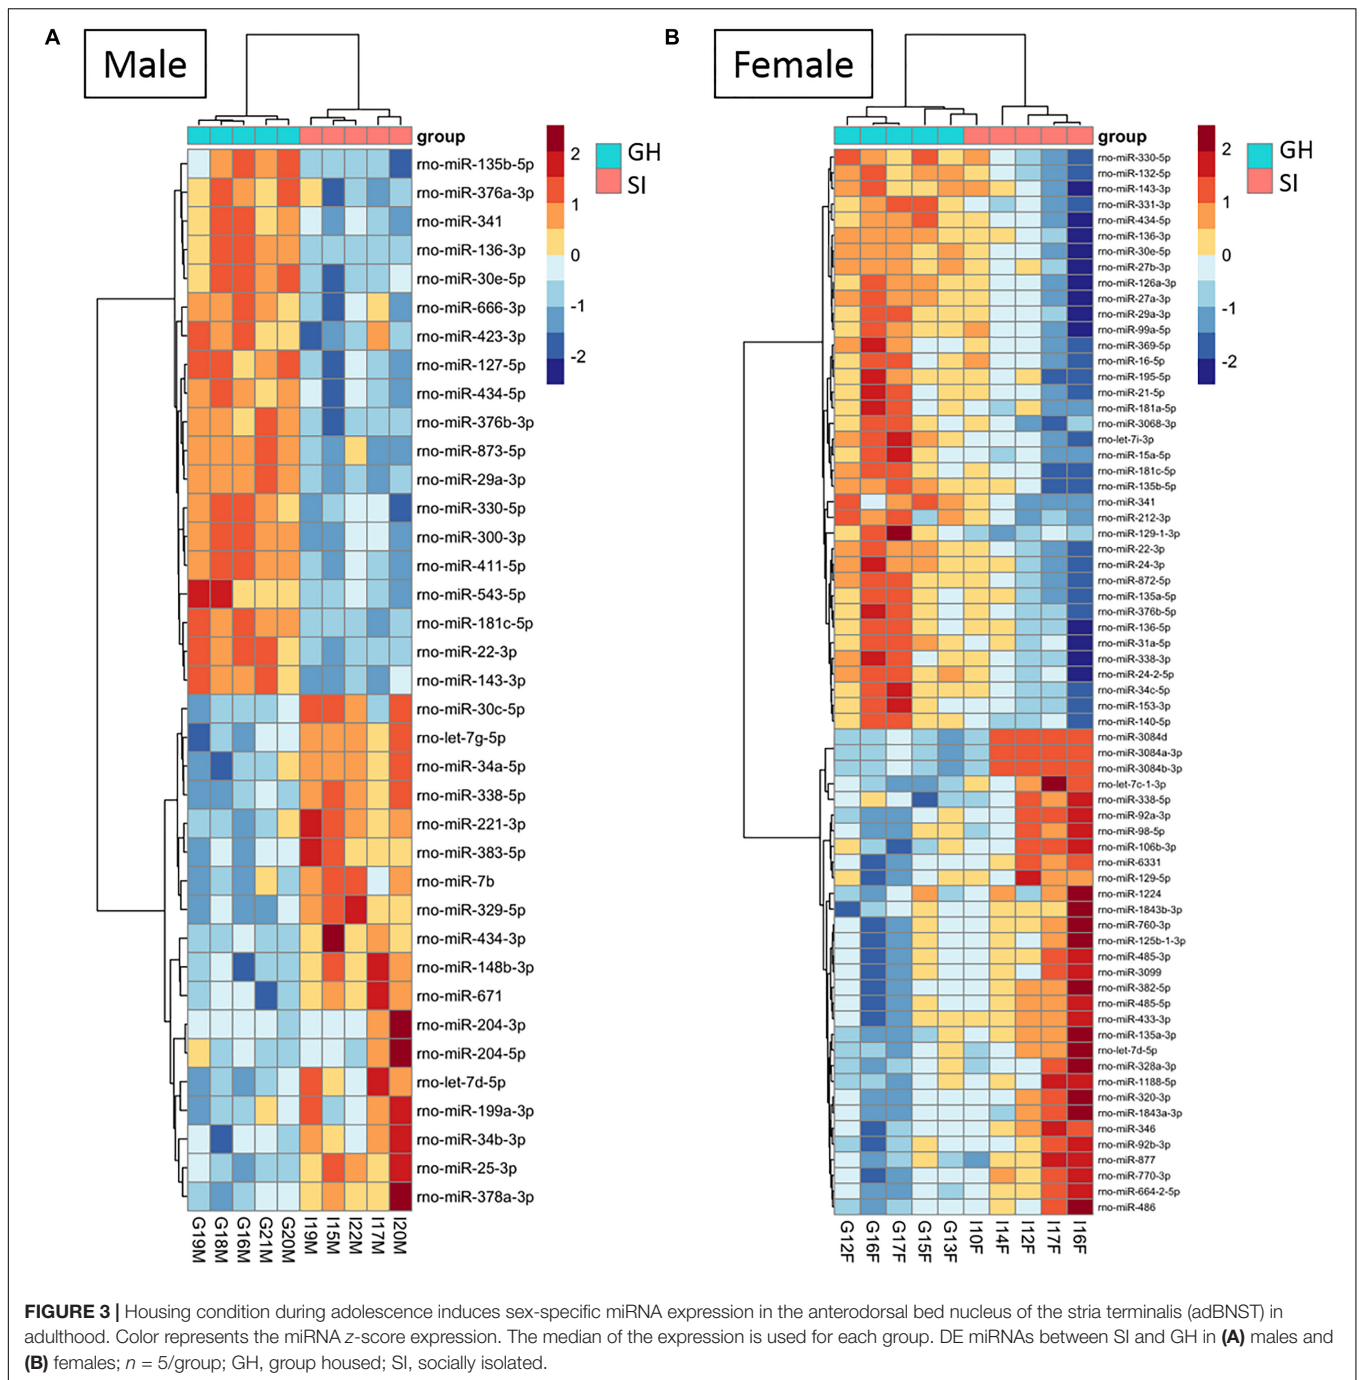 A
Male
group
2
1
0
-1
-2
GH
SI
rno-miR-135b-5p
rno-miR-376a-3p
rno-miR-341
rno-miR-136-3p
rno-miR-30e-5p
rno-miR-666-3p
rno-miR-423-3p
rno-miR-127-5p
rno-miR-434-5p
rno-miR-376b-3p
rno-miR-873-5p
rno-miR-29a-3p
rno-miR-330-5p
rno-miR-300-3p
rno-miR-411-5p
rno-miR-543-5p
rno-miR-181c-5p
rno-miR-22-3p
rno-miR-143-3p
rno-miR-30c-5p
rno-let-7g-5p
rno-miR-34a-5p
rno-miR-338-5p
rno-miR-221-3p
rno-miR-383-5p
rno-miR-7b
rno-miR-329-5p
rno-miR-434-3p
rno-miR-148b-3p
rno-miR-671
rno-miR-204-3p
rno-miR-204-5p
rno-let-7d-5p
rno-miR-199a-3p
rno-miR-34b-3p
rno-miR-25-3p
rno-miR-378a-3p
G19M
G18M
G16M
G21M
G20M
I19M
I15M
I22M
I17M
I20M
B
Female
group
2
1
0
-1
-2
GH
SI
rno-miR-330-5p
rno-miR-132-5p
rno-miR-143-3p
rno-miR-331-3p
rno-miR-434-5p
rno-miR-136-3p
rno-miR-30e-5p
rno-miR-27b-3p
rno-miR-126a-3p
rno-miR-27a-3p
rno-miR-29a-3p
rno-miR-99a-5p
rno-miR-369-5p
rno-miR-16-5p
rno-miR-195-5p
rno-miR-21-5p
rno-miR-181a-5p
rno-miR-3068-3p
rno-let-7i-3p
rno-miR-15a-5p
rno-miR-181c-5p
rno-miR-135b-5p
rno-miR-341
rno-miR-212-3p
rno-miR-129-1-3p
rno-miR-22-3p
rno-miR-24-3p
rno-miR-872-5p
rno-miR-135a-5p
rno-miR-376b-5p
rno-miR-136-5p
rno-miR-31a-5p
rno-miR-338-3p
rno-miR-24-2-5p
rno-miR-34c-5p
rno-miR-153-3p
rno-miR-140-5p
rno-miR-3084d
rno-miR-3084a-3p
rno-miR-3084b-3p
rno-let-7c-1-3p
rno-miR-338-5p
rno-miR-92a-3p
rno-miR-98-5p
rno-miR-106b-3p
rno-miR-6331
rno-miR-129-5p
rno-miR-1224
rno-miR-1843b-3p
rno-miR-760-3p
rno-miR-125b-1-3p
rno-miR-485-3p
rno-miR-3099
rno-miR-382-5p
rno-miR-485-5p
rno-miR-433-3p
rno-miR-135a-3p
rno-let-7d-5p
rno-miR-328a-3p
rno-miR-1188-5p
rno-miR-320-3p
rno-miR-1843a-3p
rno-miR-346
rno-miR-92b-3p
rno-miR-877
rno-miR-770-3p
rno-miR-664-2-5p
rno-miR-486
G12F
G16F
G17F
G15F
G13F
I10F
I14F
I12F
I17F
I16F
FIGURE 3 | Housing condition during adolescence induces sex-specific miRNA expression in the anterodorsal bed nucleus of the stria terminalis (adBNST) in
adulthood. Color represents the miRNA z-score expression. The median of the expression is used for each group. DE miRNAs between SI and GH in (A) males and
(B) females; n = 5/group; GH, group housed; SI, socially isolated.